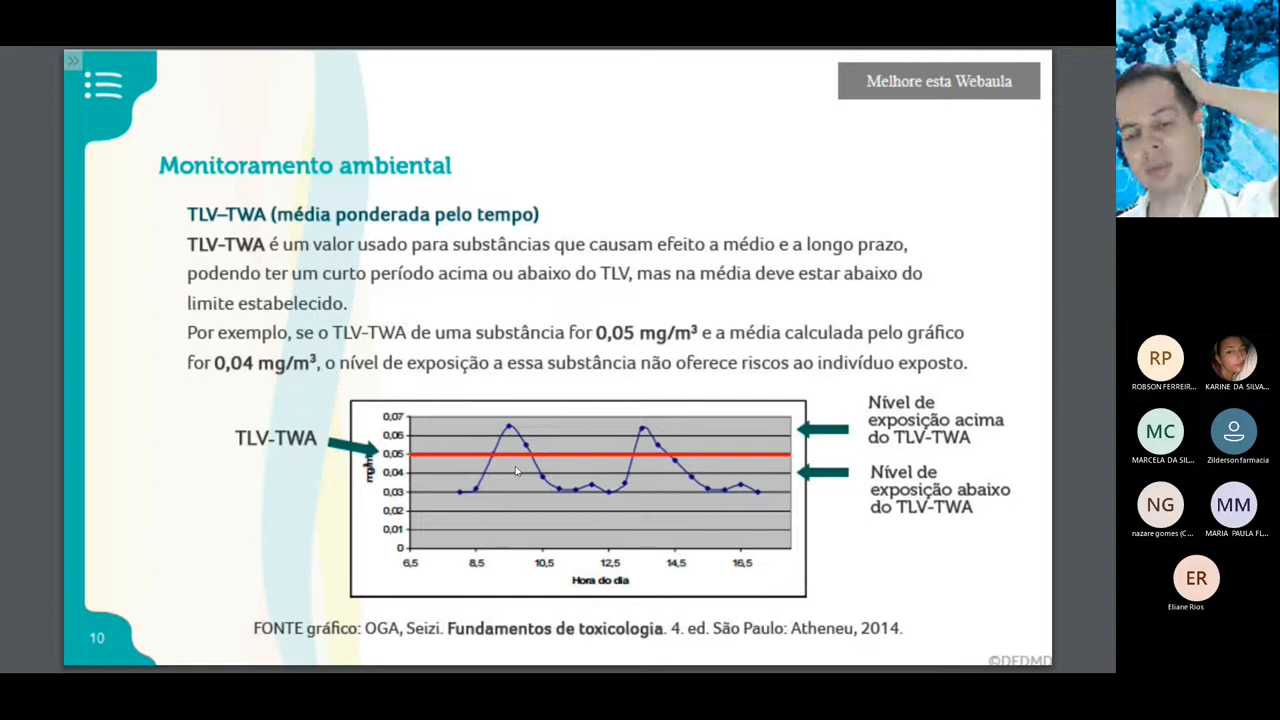 Melhore esta Webaula
Monitoramento ambiental
TLV–TWA (média ponderada pelo tempo)
TLV-TWA é um valor usado para substâncias que causam efeito a médio e a longo prazo,
podendo ter um curto período acima ou abaixo do TLV, mas na média deve estar abaixo do
limite estabelecido.
Por exemplo, se o TLV-TWA de uma substância for 0,05 mg/m³ e a média calculada pelo gráfico
for 0,04 mg/m³, o nível de exposição a essa substância não oferece riscos ao indivíduo exposto.
TLV-TWA
0,07
0,06
0,05
0,04
0,03
0,02
0,01
0
6,5 8,5 10,5 12,5 14,5 16,5
Hora do dia
Nível de
exposição acima
do TLV-TWA
Nível de
exposição abaixo
do TLV-TWA
FONTE gráfico: OGA, Seizi. Fundamentos de toxicologia. 4. ed. São Paulo: Atheneu, 2014.
10
©DEDMD
RP
ROBSON FERREIR...
KARINE DA SILVA...
MC
MARCELA DA SIL...
Zilderson farmacia
NG
nazare gomes (C...
MM
MARIA PAULA FL...
ER
Eliane Rios